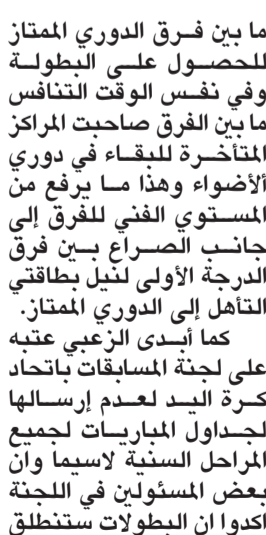 ما بين فرق الدوري الممتاز
للحصول على البطولة
وفي نفس الوقت التنافس
ما بين الفرق صاحبت المراكز
المتأخرة للبقاء في دوري
ألأضواء وهذا ما يرفع من
المستوي الفني للفرق إلى
جانب الصراع بين فرق
الدرجة الأولى لنيل بطاقتي
التأهل إلى الدوري الممتاز.
كما أبدى الزعبي عتبه
على لجنة المسابقات باتحاد
كرة اليد لعدم إرسالها
لجداول المباريات لجميع
المراحل السنية لاسيما وان
بعض المسئولين في اللجنة
اكدوا ان البطولات ستنطلق